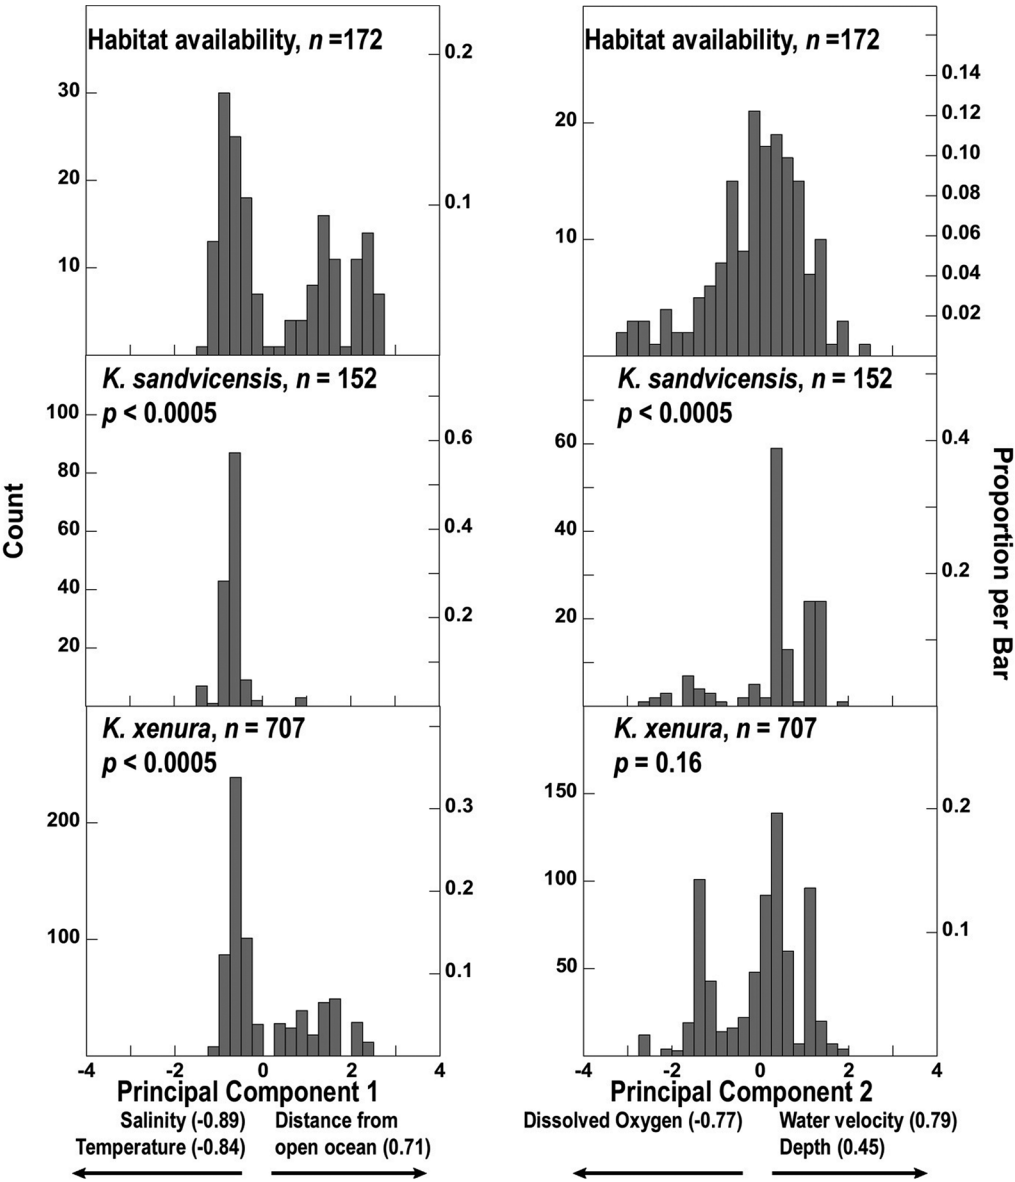 Habitat availability, n =172
30
20
10
0.2
0.1
Habitat availability, n =172
20
10
0.14
0.12
0.10
0.08
0.06
0.04
0.02
K. sandvicensis, n = 152
p < 0.0005
100
80
60
40
20
0.6
0.4
0.2
K. sandvicensis, n = 152
p < 0.0005
60
40
20
0.4
0.2
Count
Proportion per Bar
K. xenura, n = 707
p < 0.0005
200
100
0.3
0.2
0.1
K. xenura, n = 707
p = 0.16
150
100
50
0.2
0.1
-4 -2 0 2 4
-4 -2 0 2 4
Principal Component 1
Principal Component 2
Salinity (-0.89)
Temperature (-0.84)
Distance from
open ocean (0.71)
Dissolved Oxygen (-0.77)
Water velocity (0.79)
Depth (0.45)